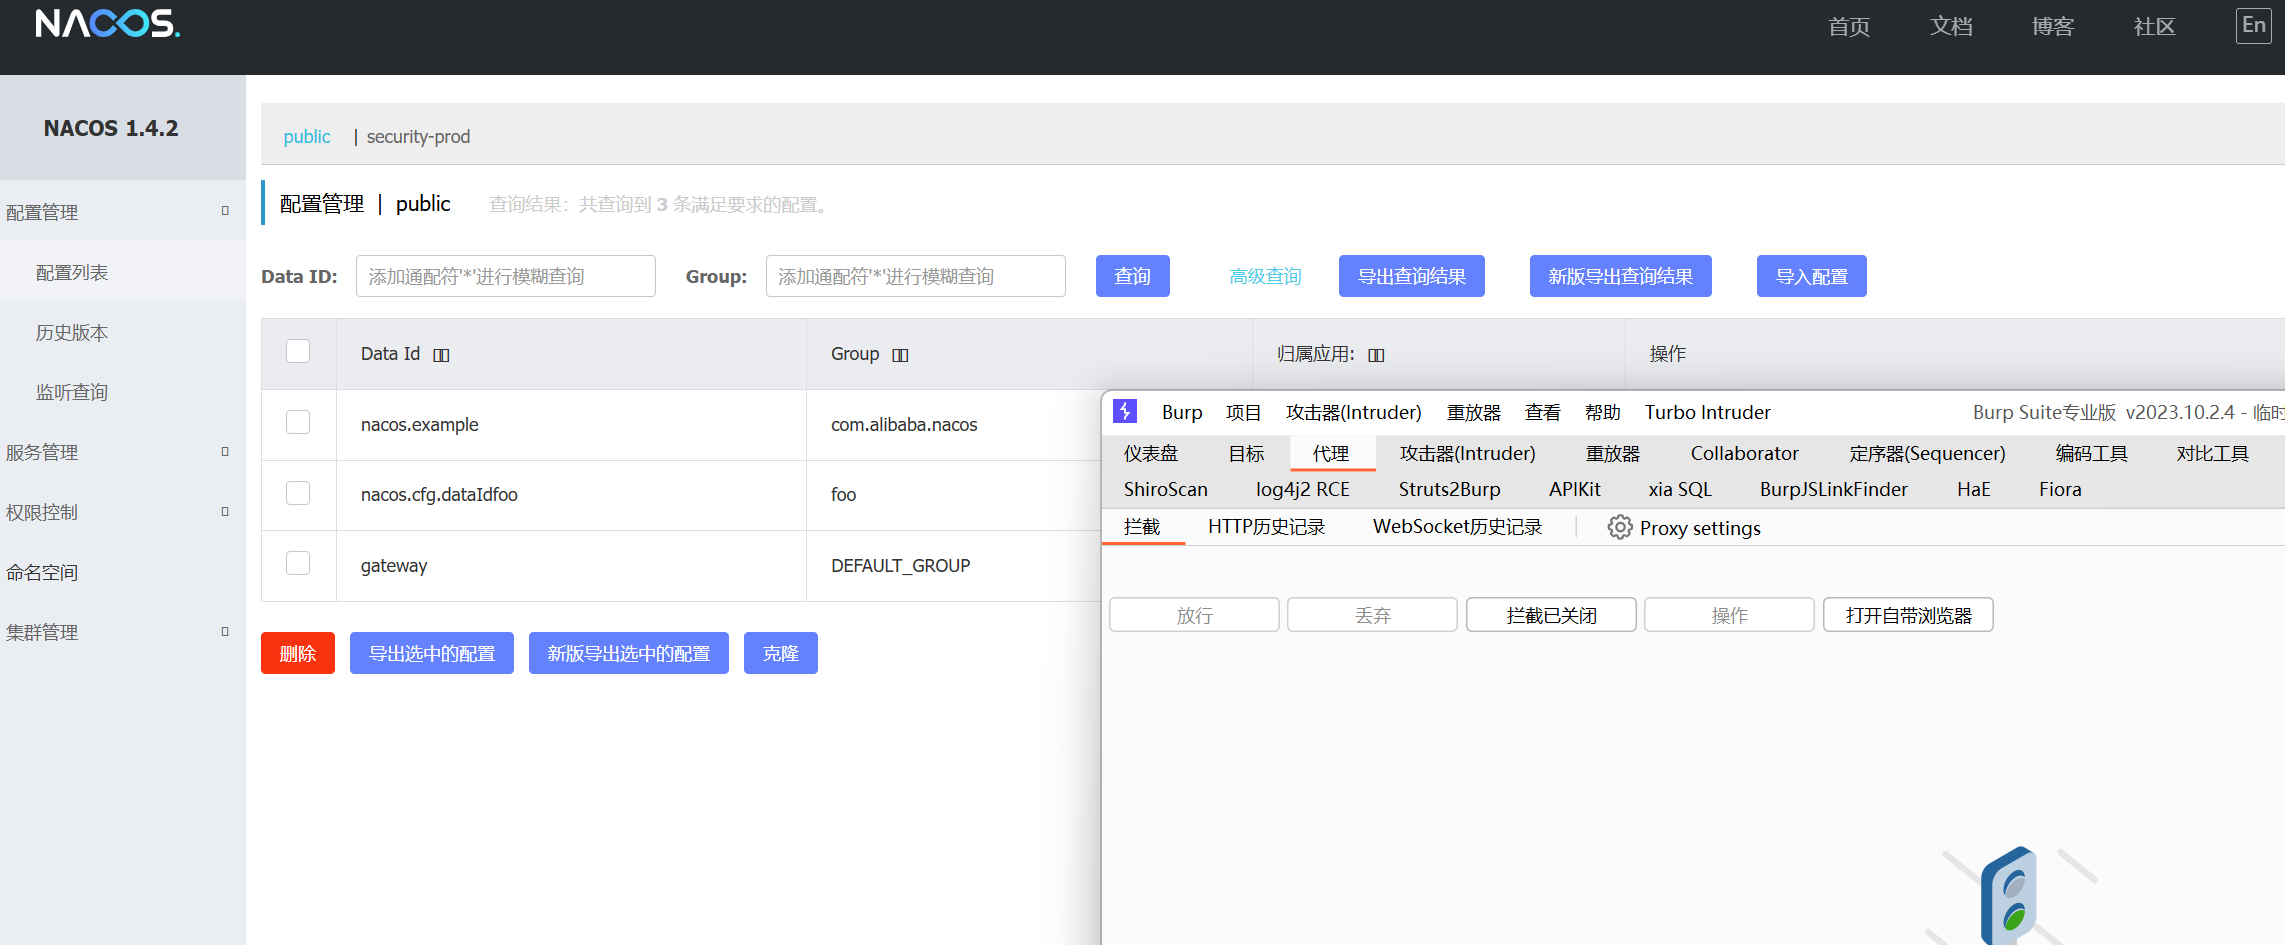 NACOS.
首页 文档 博客 社区 En
NACOS 1.4.2
public | security-prod
配置管理
配置列表
历史版本
监听查询
服务管理
权限控制
命名空间
集群管理
配置管理 | public 查询结果：共查询到 3 条满足要求的配置。
Data ID: 添加通配符'*'进行模糊查询 Group: 添加通配符'*'进行模糊查询 查询 高级查询 导出查询结果 新版导出查询结果 导入配置
Data Id Group 归属应用: 操作
nacos.example com.alibaba.nacos
nacos.cfg.dataIdfoo foo
gateway DEFAULT_GROUP
删除 导出选中的配置 新版导出选中的配置 克隆
Burp 项目 攻击器(Intruder) 重放器 查看 帮助 Turbo Intruder Burp Suite专业版 v2023.10.2.4 - 临时
仪表盘 目标 代理 攻击器(Intruder) 重放器 Collaborator 定序器(Sequencer) 编码工具 对比工具
ShiroScan log4j2 RCE Struts2Burp APIKit xia SQL BurpJSLinkFinder HaE Fiora
拦截 HTTP历史记录 WebSocket历史记录 Proxy settings
放行 丢弃 拦截已关闭 操作 打开自带浏览器